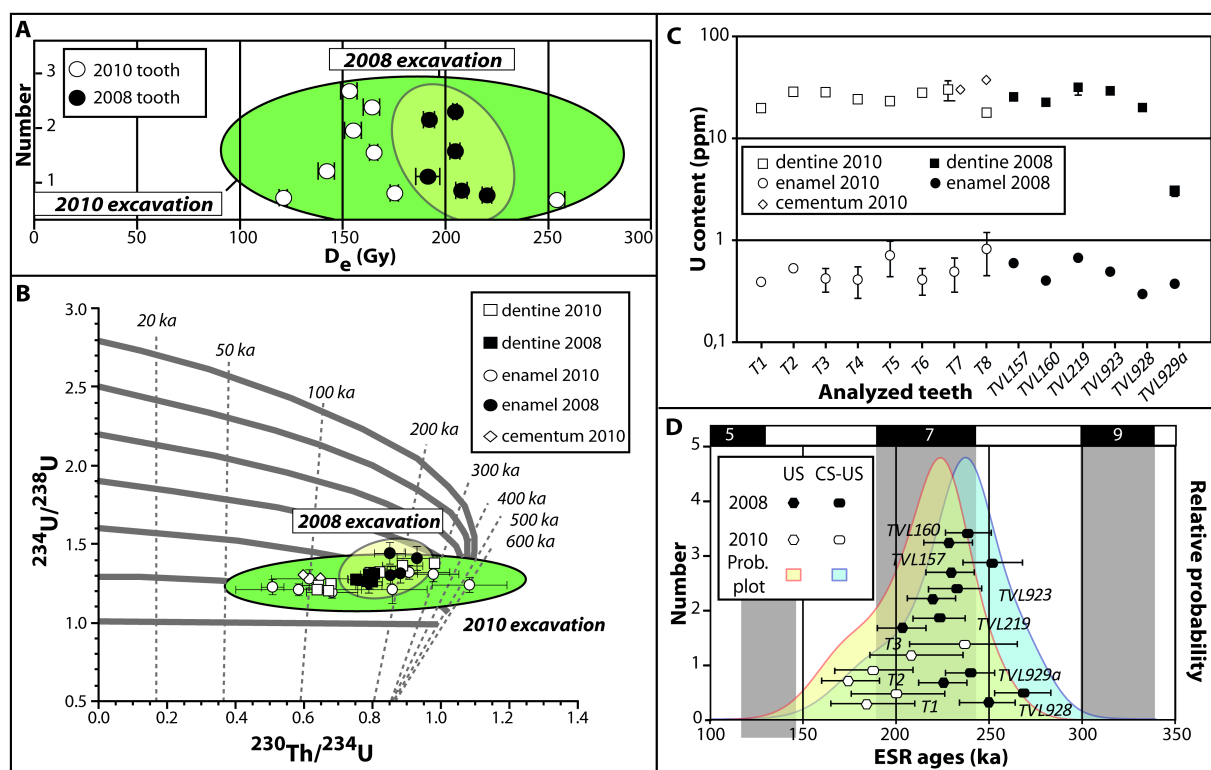 A
2008 excavation
2010 tooth
2008 tooth
3
2
1
Number
2010 excavation
0
50
100
150
200
250
300
De (Gy)
B
3.0
2.5
2.0
1.5
1.0
0.5
234U/238U
20 ka
50 ka
100 ka
200 ka
300 ka
400 ka
500 ka
600 ka
dentine 2010
dentine 2008
enamel 2010
enamel 2008
cementum 2010
2008 excavation
2010 excavation
0.0
0.2
0.4
0.6
0.8
1.0
1.2
1.4
230Th/234U
C
100
10
1
0,1
U content (ppm)
dentine 2010
dentine 2008
enamel 2010
enamel 2008
cementum 2010
T1
T2
T3
T4
T5
T6
T7
T8
TVL157
TVL160
TVL219
TVL923
TVL928
TVL929a
Analyzed teeth
D
5
7
9
5
4
3
2
1
0
Number
US CS-US
2008
2010
Prob.
plot
TVL160
TVL157
TVL923
TVL219
T3
TVL929a
T2
T1
TVL928
Relative probability
100
150
200
250
300
350
ESR ages (ka)